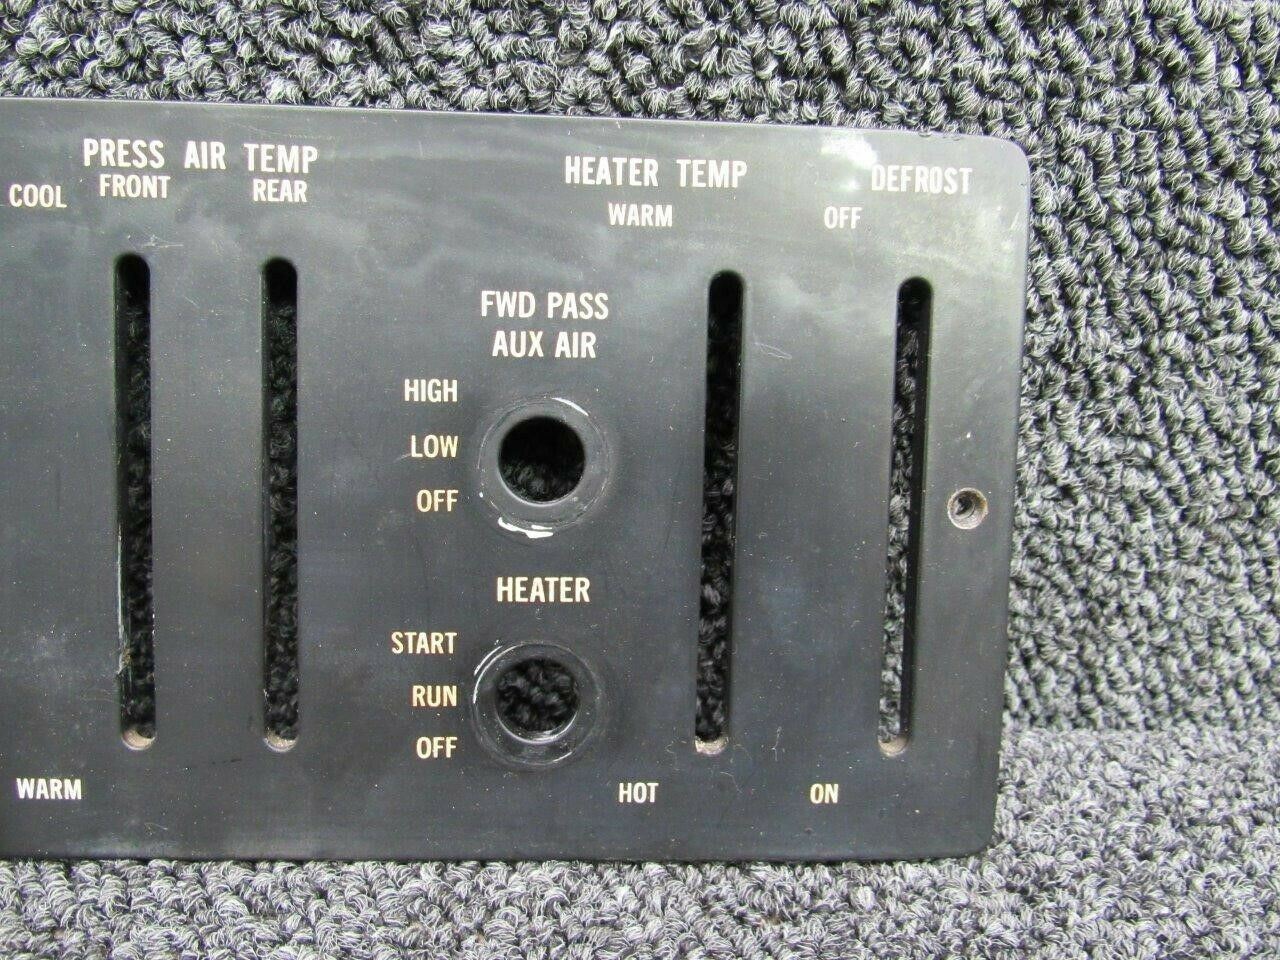 PRESS AIR TEMP
COOL FRONT REAR
HEATER TEMP
WARM
DEFROST
OFF
FWD PASS
AUX AIR
HIGH
LOW
OFF
HEATER
START
RUN
OFF
WARM
HOT
ON